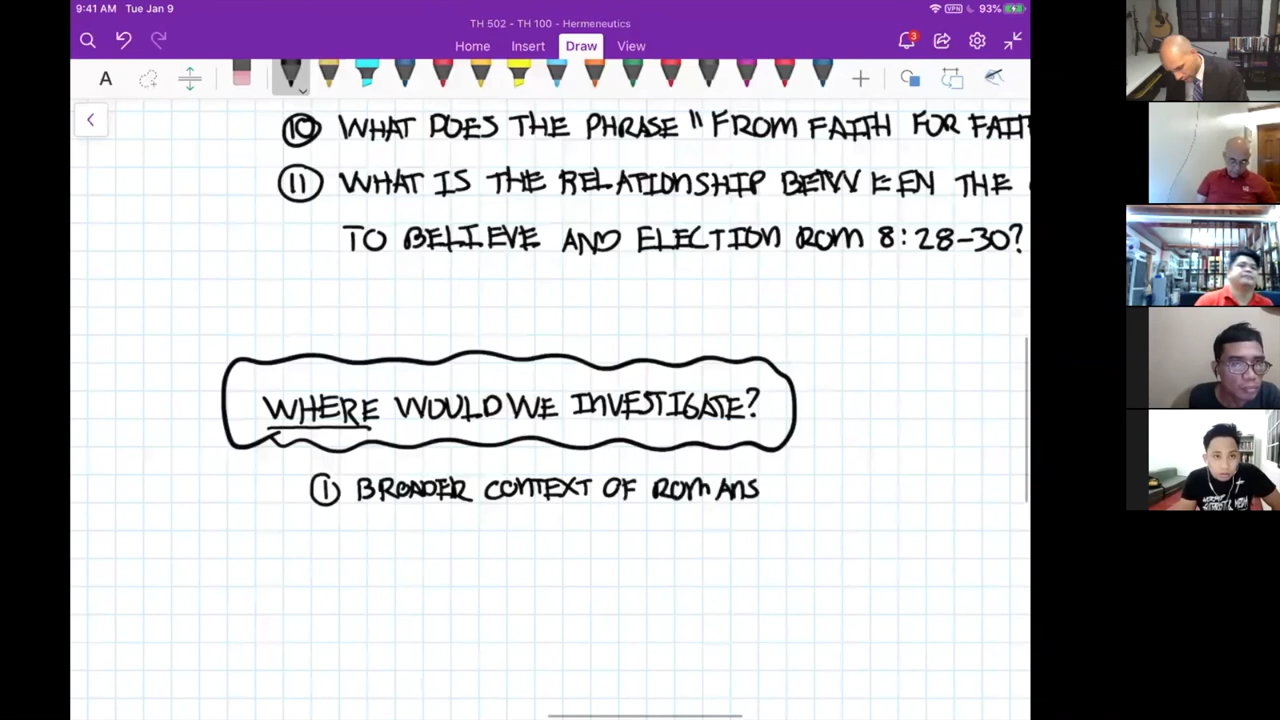 9:41 AM Tue Jan 9
VPN 93%
TH 502 - TH 100 - Hermeneutics
3
Home Insert Draw View
A
10 WHAT DOES THE PHRASE "FROM FAITH FOR FAIT
11 WHAT IS THE RELATIONSHIP BETWEEN THE
TO BELIEVE AND ELECTION ROM 8:28-30?
WHERE WOULD WE INVESTIGATE?
1 BROADER CONTEXT OF ROMANS